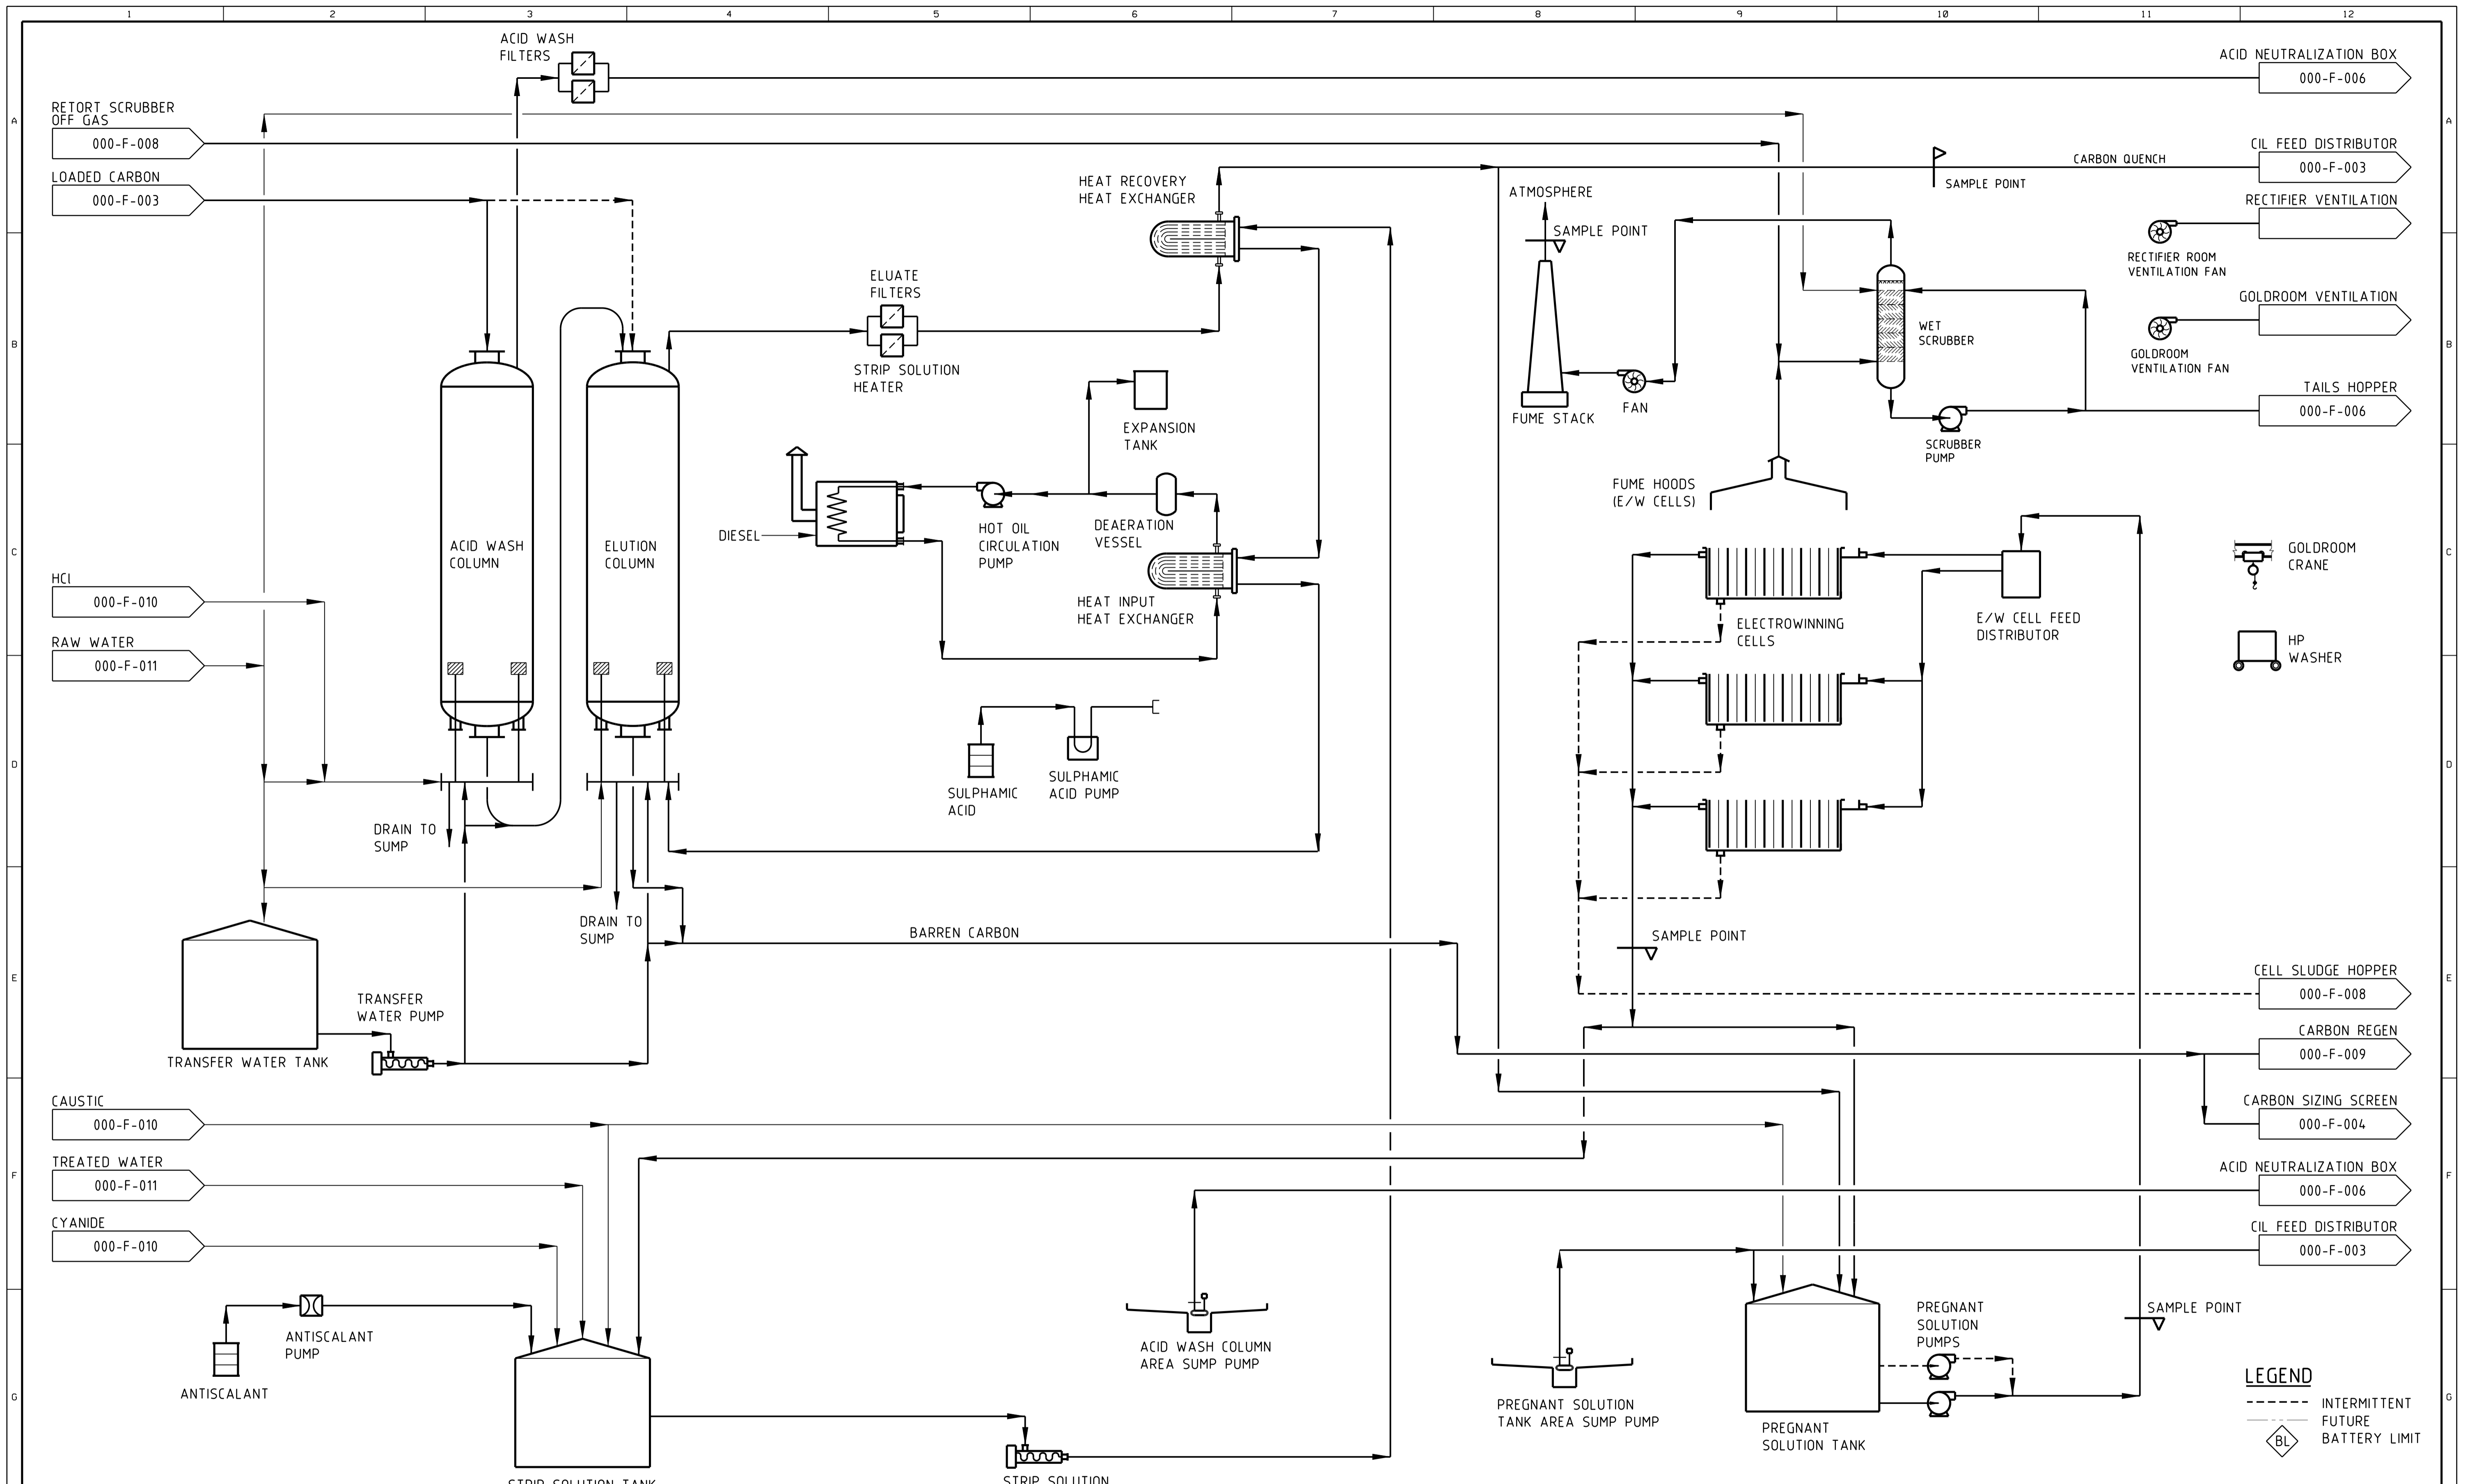 1 2 3 4 5 6 7 8 9 10 11 12
ACID WASH
FILTERS
ACID NEUTRALIZATION BOX
000-F-006
RETORT SCRUBBER
OFF GAS
000-F-008
A
A
CIL FEED DISTRIBUTOR
000-F-003
CARBON QUENCH
SAMPLE POINT
LOADED CARBON
000-F-003
HEAT RECOVERY
HEAT EXCHANGER
ATMOSPHERE
SAMPLE POINT
RECTIFIER VENTILATION
RECTIFIER ROOM
VENTILATION FAN
ELUATE
FILTERS
STRIP SOLUTION
HEATER
GOLDROOM VENTILATION
GOLDROOM
VENTILATION FAN
WET
SCRUBBER
B
B
FUME STACK
FAN
TAILS HOPPER
000-F-006
SCRUBBER
PUMP
EXPANSION
TANK
FUME HOODS
(E/W CELLS)
DIESEL
HOT OIL
CIRCULATION
PUMP
DEAERATION
VESSEL
ACID WASH
COLUMN
ELUTION
COLUMN
C
C
GOLDROOM
CRANE
HCl
000-F-010
HEAT INPUT
HEAT EXCHANGER
ELECTROWINNING
CELLS
E/W CELL FEED
DISTRIBUTOR
RAW WATER
000-F-011
HP
WASHER
D
D
SULPHAMIC
ACID
SULPHAMIC
ACID PUMP
DRAIN TO
SUMP
DRAIN TO
SUMP
BARREN CARBON
SAMPLE POINT
E
E
CELL SLUDGE HOPPER
000-F-008
TRANSFER
WATER PUMP
TRANSFER WATER TANK
CARBON REGEN
000-F-009
CAUSTIC
000-F-010
CARBON SIZING SCREEN
000-F-004
F
F
TREATED WATER
000-F-011
ACID NEUTRALIZATION BOX
000-F-006
CYANIDE
000-F-010
CIL FEED DISTRIBUTOR
000-F-003
ANTISCALANT
PUMP
ANTISCALANT
ACID WASH COLUMN
AREA SUMP PUMP
PREGNANT SOLUTION
TANK AREA SUMP PUMP
PREGNANT
SOLUTION
PUMPS
SAMPLE POINT
PREGNANT
SOLUTION TANK
G
G
LEGEND
INTERMITTENT
FUTURE
BL
BATTERY LIMIT
STRIP SOLUTION TANK
STRIP SOLUTION